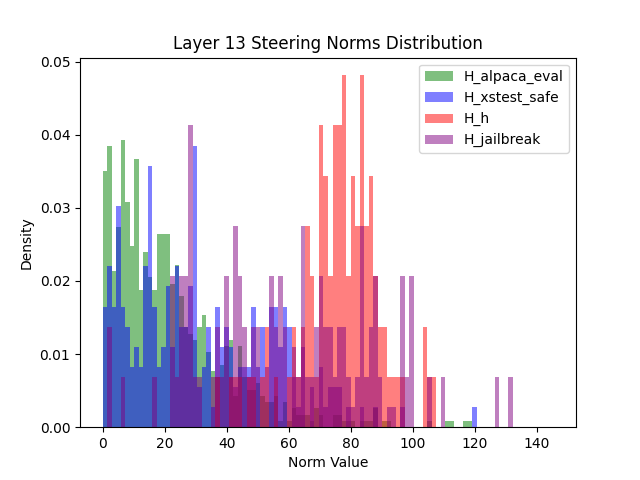 Layer 13 Steering Norms Distribution
H_alpaca_eval
H_xstest_safe
H_h
H_jailbreak
Density
0.05
0.04
0.03
0.02
0.01
0.00
0 20 40 60 80 100 120 140
Norm Value